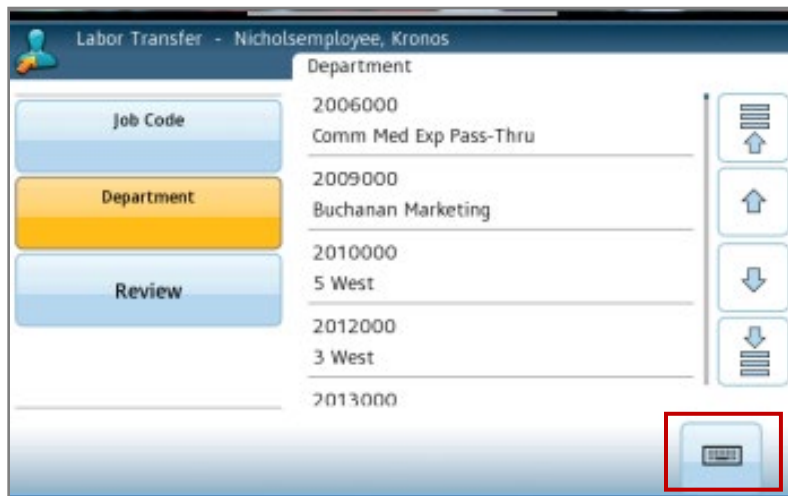 Labor Transfer - Nicholsemployee, Kronos
Department
Job Code
Department
Review
2006000
Comm Med Exp Pass-Thru
2009000
Buchanan Marketing
2010000
5 West
2012000
3 West
2013000